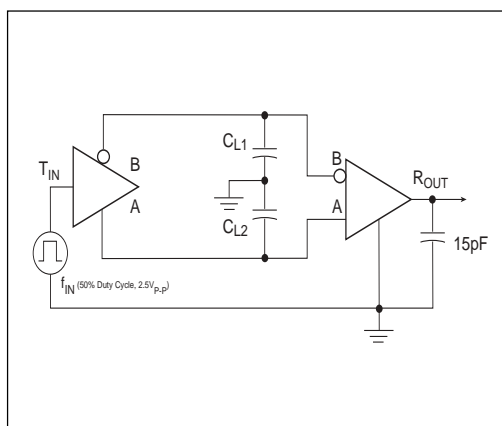 B
C_L1
T_IN
B
B
R_OUT
A
A
C_L2
15pF
f_IN (50% Duty Cycle, 2.5V_P-P)